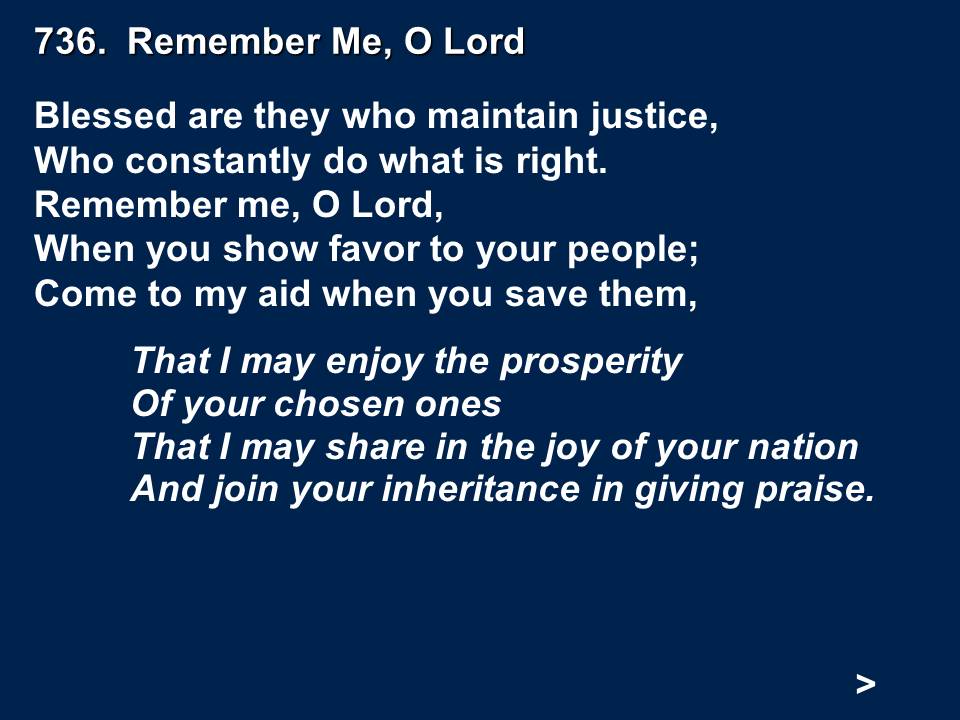 736.  Remember Me, O Lord
Blessed are they who maintain justice,
Who constantly do what is right.
Remember me, O Lord,
When you show favor to your people;
Come to my aid when you save them,
That I may enjoy the prosperity
Of your chosen ones
That I may share in the joy of your nation
And join your inheritance in giving praise.
>